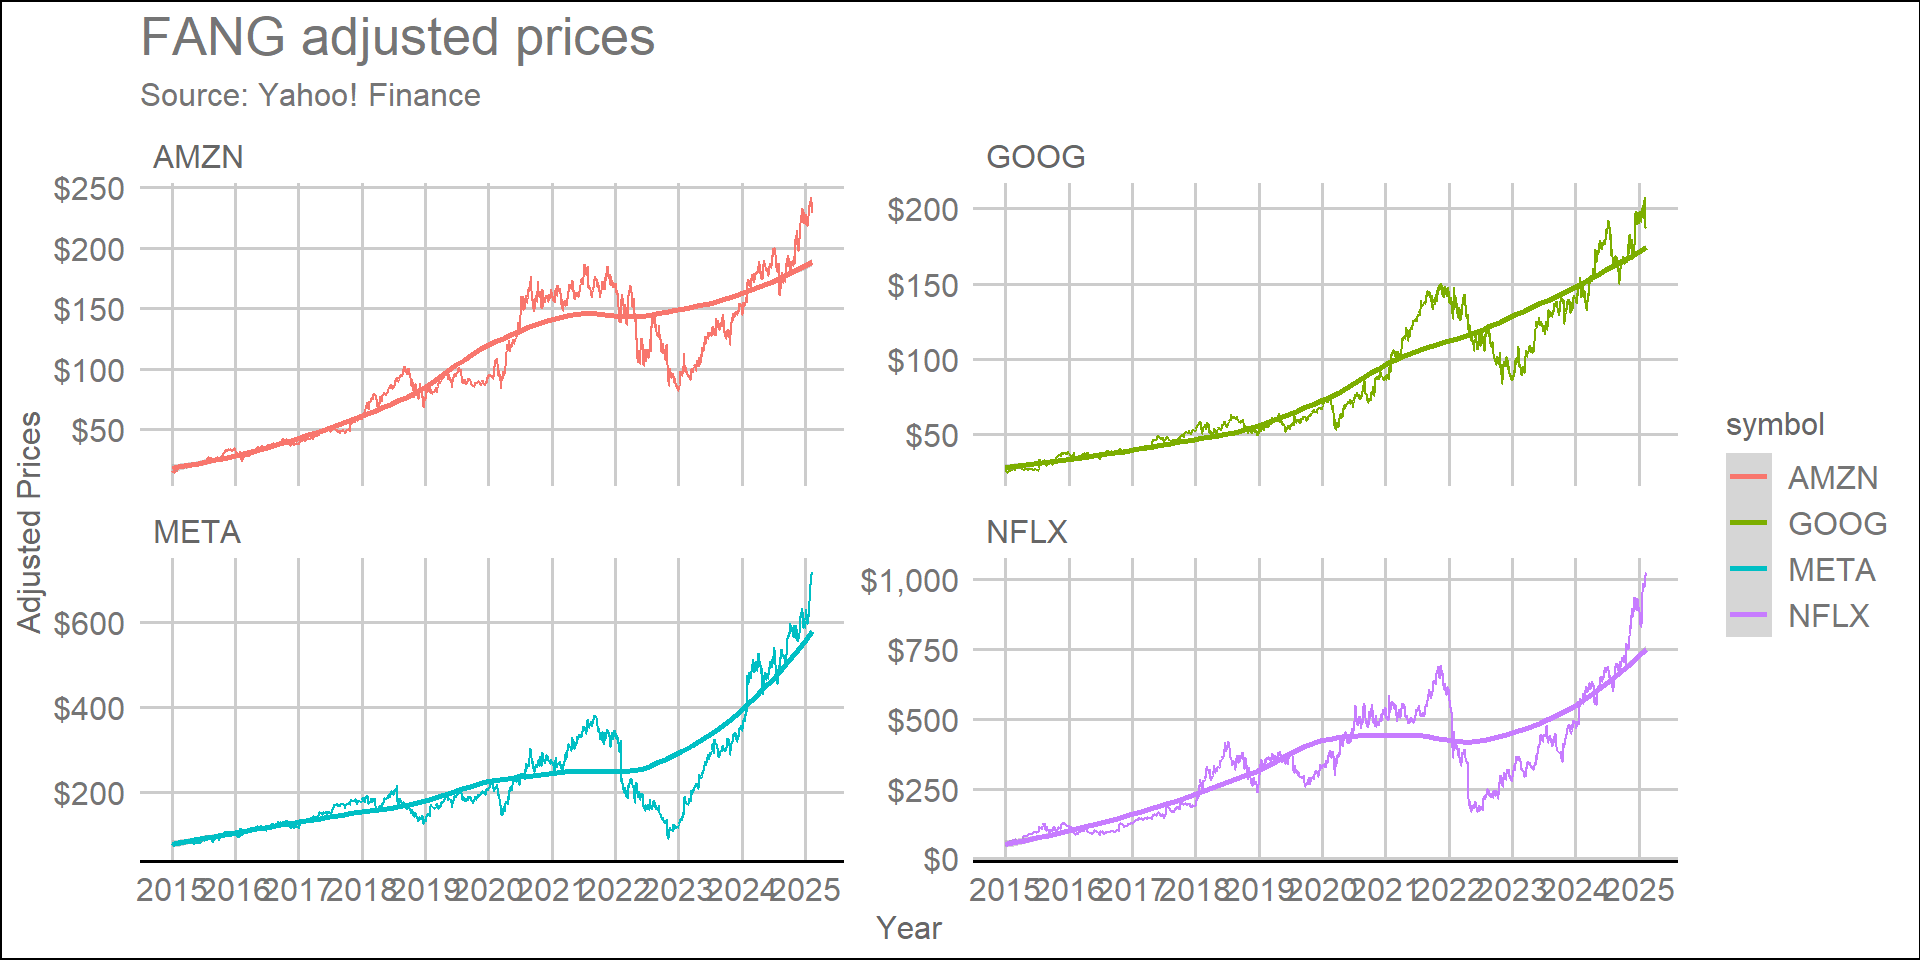 FANG adjusted prices
Source: Yahoo! Finance
AMZN
$250
$200
$150
$100
$50
GOOG
$200
$150
$100
$50
META
$600
$400
$200
2015 2016 2017 2018 2019 2020 2021 2022 2023 2024 2025
NFLX
$1,000
$750
$500
$250
$0
2015 2016 2017 2018 2019 2020 2021 2022 2023 2024 2025
Adjusted Prices
Year
symbol
AMZN
GOOG
META
NFLX